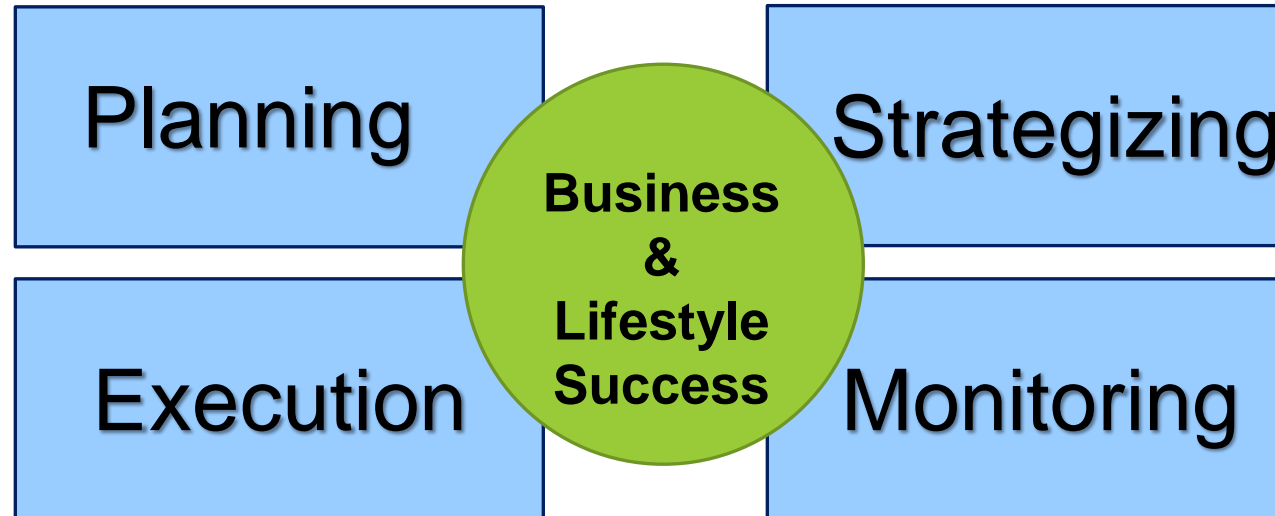 Planning
Strategizing
Business
&
Lifestyle
Success
Execution
Monitoring